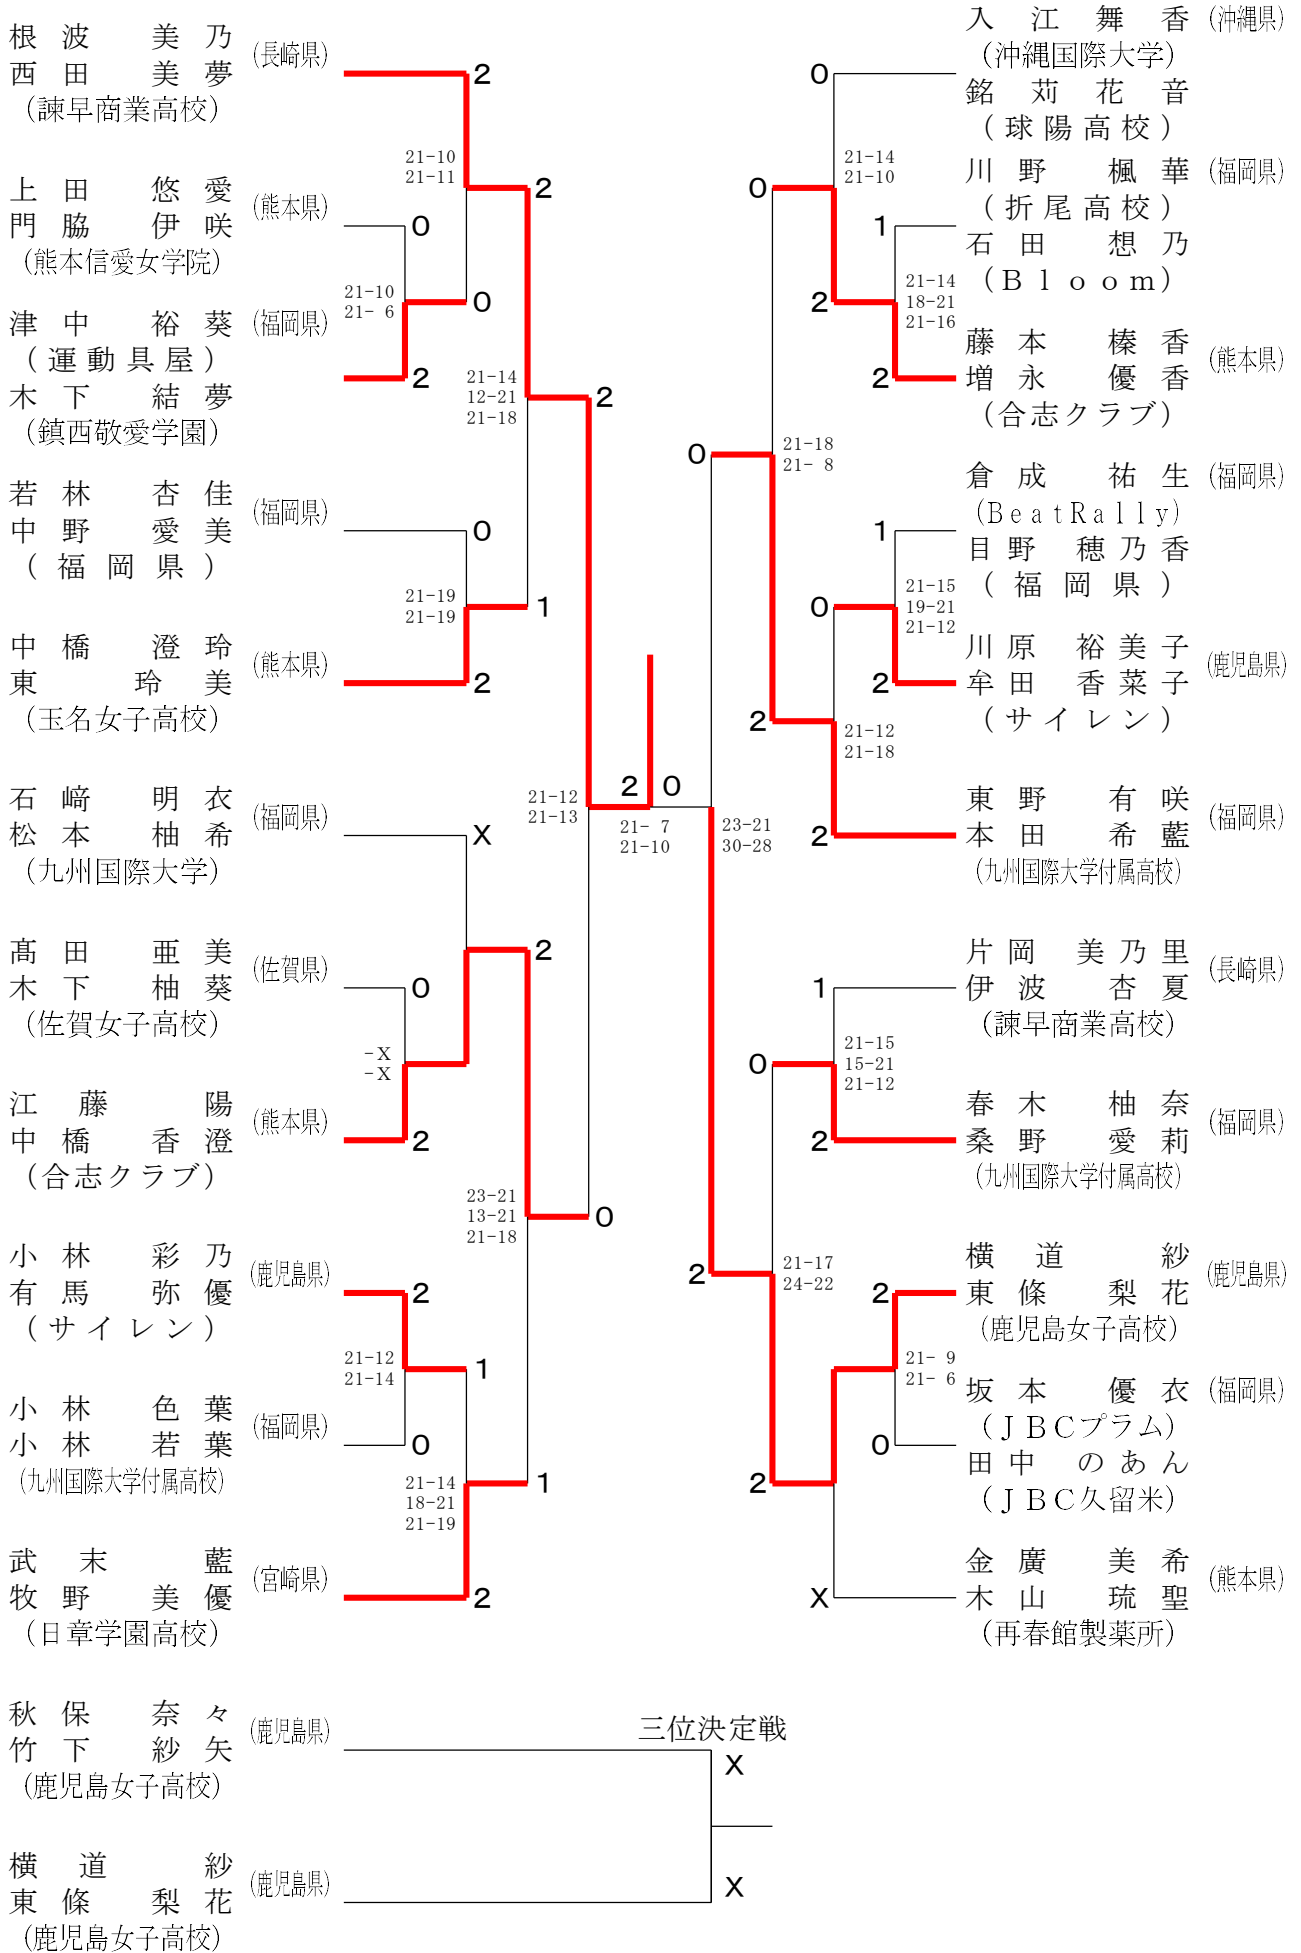 根波 美乃 (長崎県)
西田 美夢
(諫早商業高校)
2
21-10
21-11
2
上田 悠愛 (熊本県)
門脇 伊咲
(熊本信愛女学院)
0
21-10
21- 6
0
津中 裕葵 (福岡県)
(運動具屋)
木下 結夢
(鎮西敬愛学園)
2
21-14
12-21
21-18
2
若林 杏佳 (福岡県)
中野 愛美
(福岡県)
0
21-19
21-19
1
中橋 澄玲 (熊本県)
東 玲美
(玉名女子高校)
2
石﨑 明衣 (福岡県)
松本 柚希
(九州国際大学)
X
21-12
21-13
髙田 亜美 (佐賀県)
木下 柚葵
(佐賀女子高校)
0
2
-X
-X
江藤 陽 (熊本県)
中橋 香澄
(合志クラブ)
2
23-21
13-21
21-18
0
小林 彩乃 (鹿児島県)
有馬 弥優
(サイレン)
2
21-12
21-14
1
小林 色葉 (福岡県)
小林 若葉
(九州国際大学付属高校)
0
21-14
18-21
21-19
1
武末 藍 (宮崎県)
牧野 美優
(日章学園高校)
2
2 0
21- 7
21-10
入江 舞香 (沖縄県)
(沖縄国際大学)
銘苅 花音
(球陽高校)
0
21-14
21-10
0
川野 楓華 (福岡県)
(折尾高校)
石田 想乃
(Bloom)
1
21-14
18-21
21-16
2
藤本 榛香 (熊本県)
増永 優香
(合志クラブ)
2
21-18
21- 8
0
倉成 祐生 (福岡県)
(BeatRally)
目野 穂乃香
(福岡県)
1
21-15
19-21
21-12
0
川原 裕美子 (鹿児島県)
牟田 香菜子
(サイレン)
2
2
21-12
21-18
東野 有咲 (福岡県)
本田 希藍
(九州国際大学付属高校)
2
23-21
30-28
片岡 美乃里 (長崎県)
伊波 杏夏
(諫早商業高校)
1
21-15
15-21
21-12
0
春木 柚奈 (福岡県)
桑野 愛莉
(九州国際大学付属高校)
2
21-17
24-22
2
横道 紗 (鹿児島県)
東條 梨花
(鹿児島女子高校)
2
21- 9
21- 6
坂本 優衣 (福岡県)
(JBCプラム)
田中 のあん
(JBC久留米)
0
2
金廣 美希 (熊本県)
木山 琉聖
(再春館製薬所)
X
三位決定戦
秋保 奈々 (鹿児島県)
竹下 紗矢
(鹿児島女子高校)
X
横道 紗 (鹿児島県)
東條 梨花
(鹿児島女子高校)
X